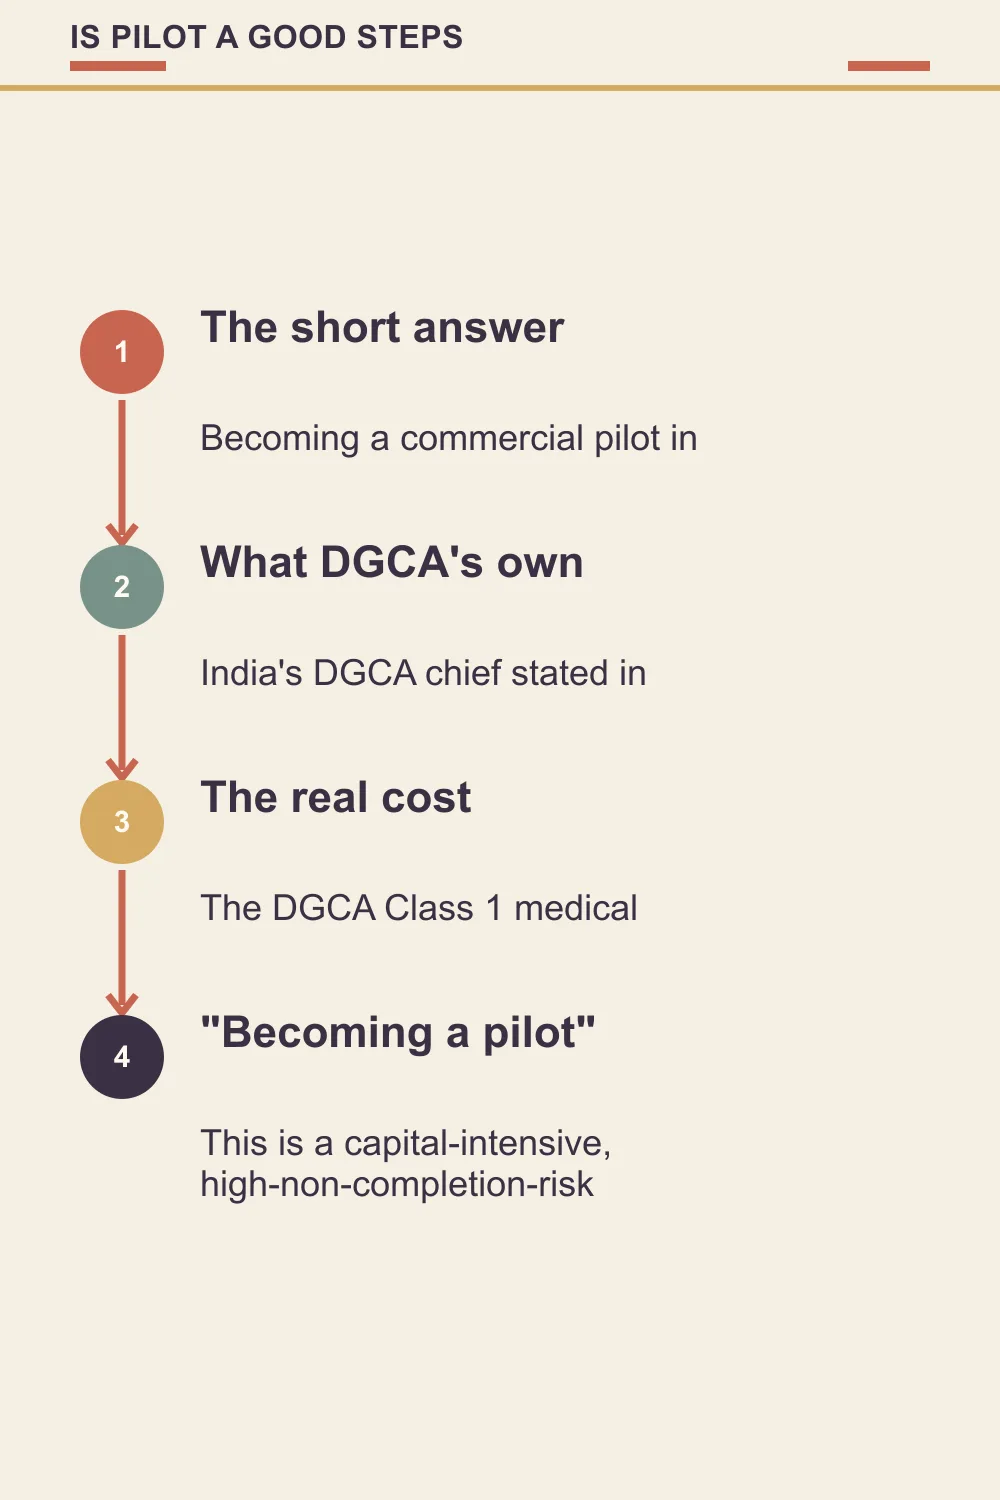 IS PILOT A GOOD STEPS
1
The short answer
Becoming a commercial pilot in
2
What DGCA's own
India's DGCA chief stated in
3
The real cost
The DGCA Class 1 medical
4
"Becoming a pilot"
This is a capital-intensive,
high-non-completion-risk